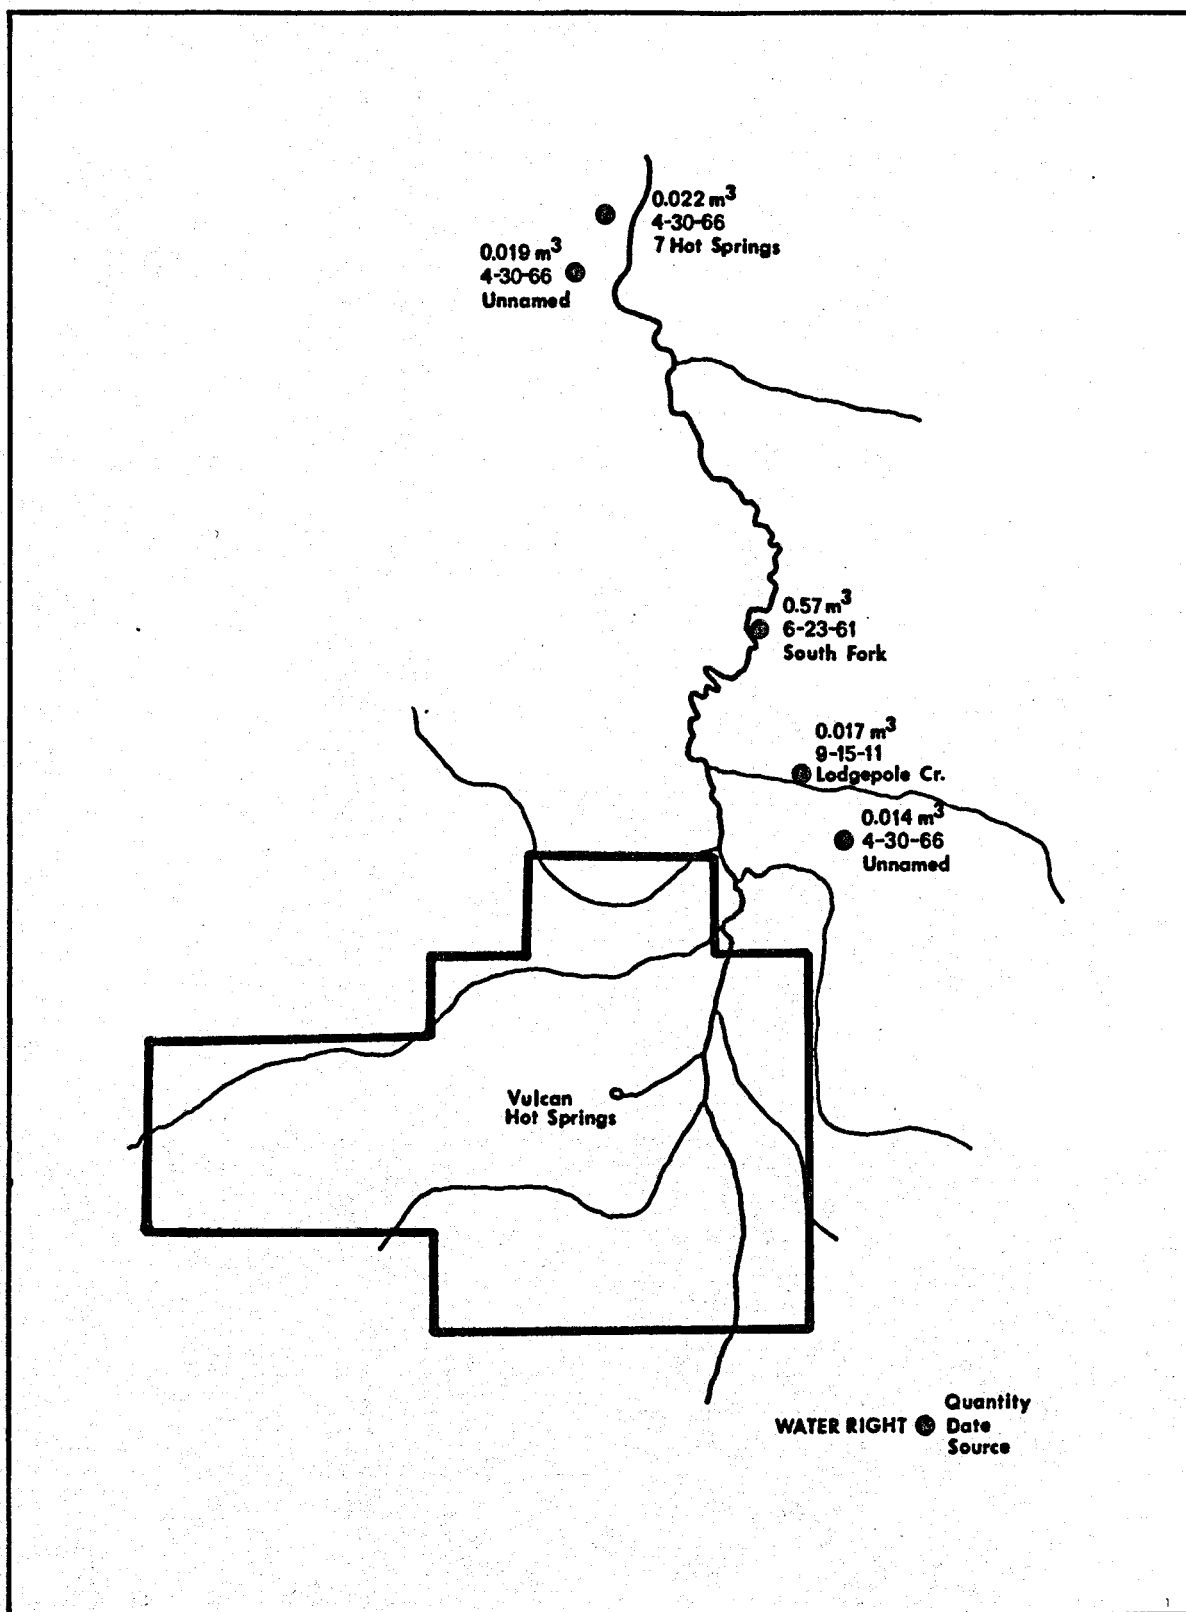 0.022 m³
4-30-66
7 Hot Springs
0.019 m³
4-30-66
Unnamed
0.57 m³
6-23-61
South Fork
0.017 m³
9-15-11
Lodgepole Cr.
0.014 m³
4-30-66
Unnamed
Vulcan
Hot Springs
Quantity
WATER RIGHT Date
Source
1